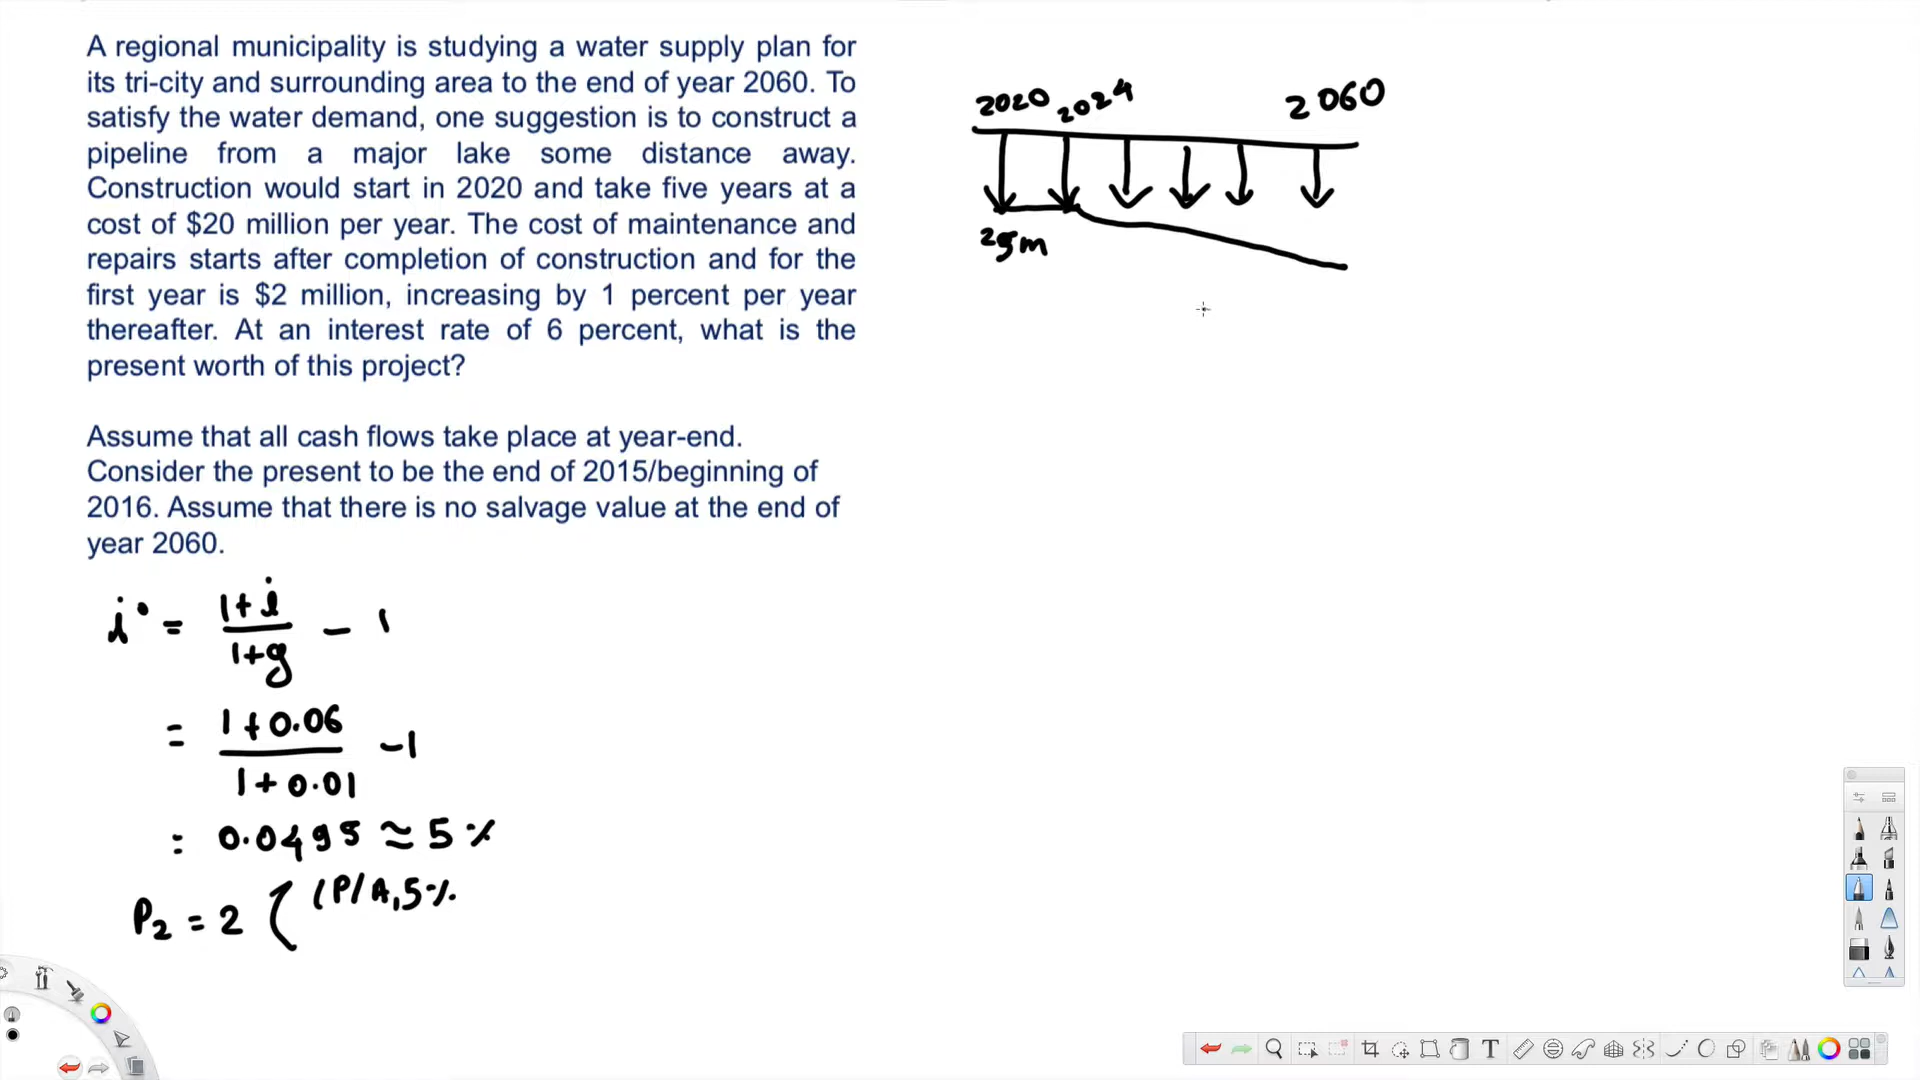 A regional municipality is studying a water supply plan for
its tri-city and surrounding area to the end of year 2060. To
satisfy the water demand, one suggestion is to construct a
pipeline from a major lake some distance away.
Construction would start in 2020 and take five years at a
cost of $20 million per year. The cost of maintenance and
repairs starts after completion of construction and for the
first year is $2 million, increasing by 1 percent per year
thereafter. At an interest rate of 6 percent, what is the
present worth of this project?
Assume that all cash flows take place at year-end.
Consider the present to be the end of 2015/beginning of
2016. Assume that there is no salvage value at the end of
year 2060.
i° = 1+i / 1+g - 1
= 1+0.06 / 1+0.01 -1
= 0.0495 ≈ 5%
P2 = 2 ( (P/A,5%
2020 2024 2060
25m